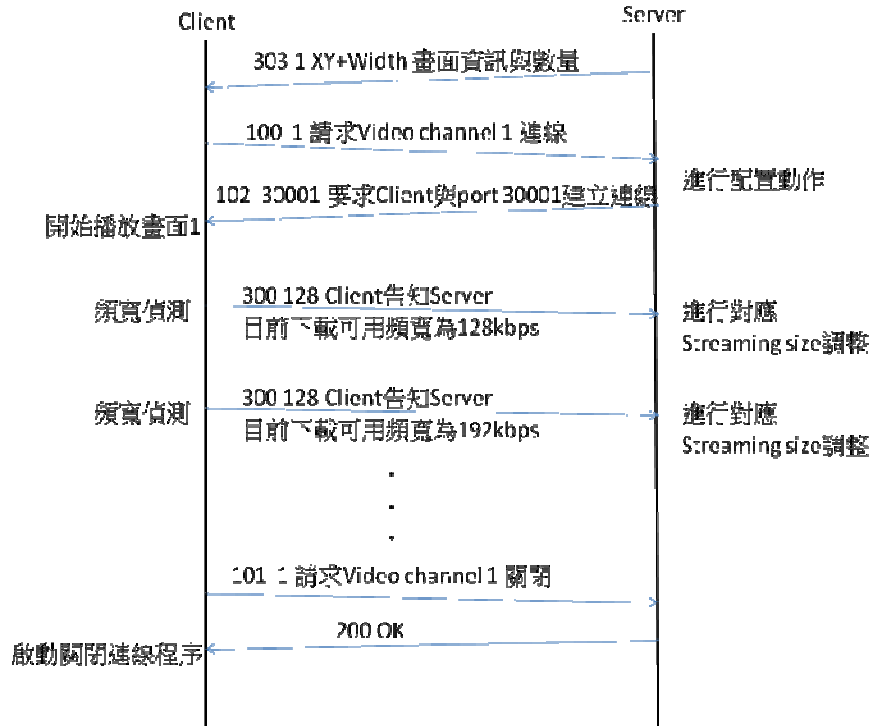 Client
Server
303 1 XY+Width 畫面資訊與數量
100 1 請求Video channel 1 連線
進行配置動作
102 30001 要求Client與port 30001建立連線
開始播放畫面1
頻寬偵測
300 128 Client告知Server
目前下載可用頻寬為128kbps
進行對應
Streaming size調整
頻寬偵測
300 128 Client告知Server
目前下載可用頻寬為192kbps
進行對應
Streaming size調整
101 1 請求Video channel 1 關閉
200 OK
啟動關閉連線程序